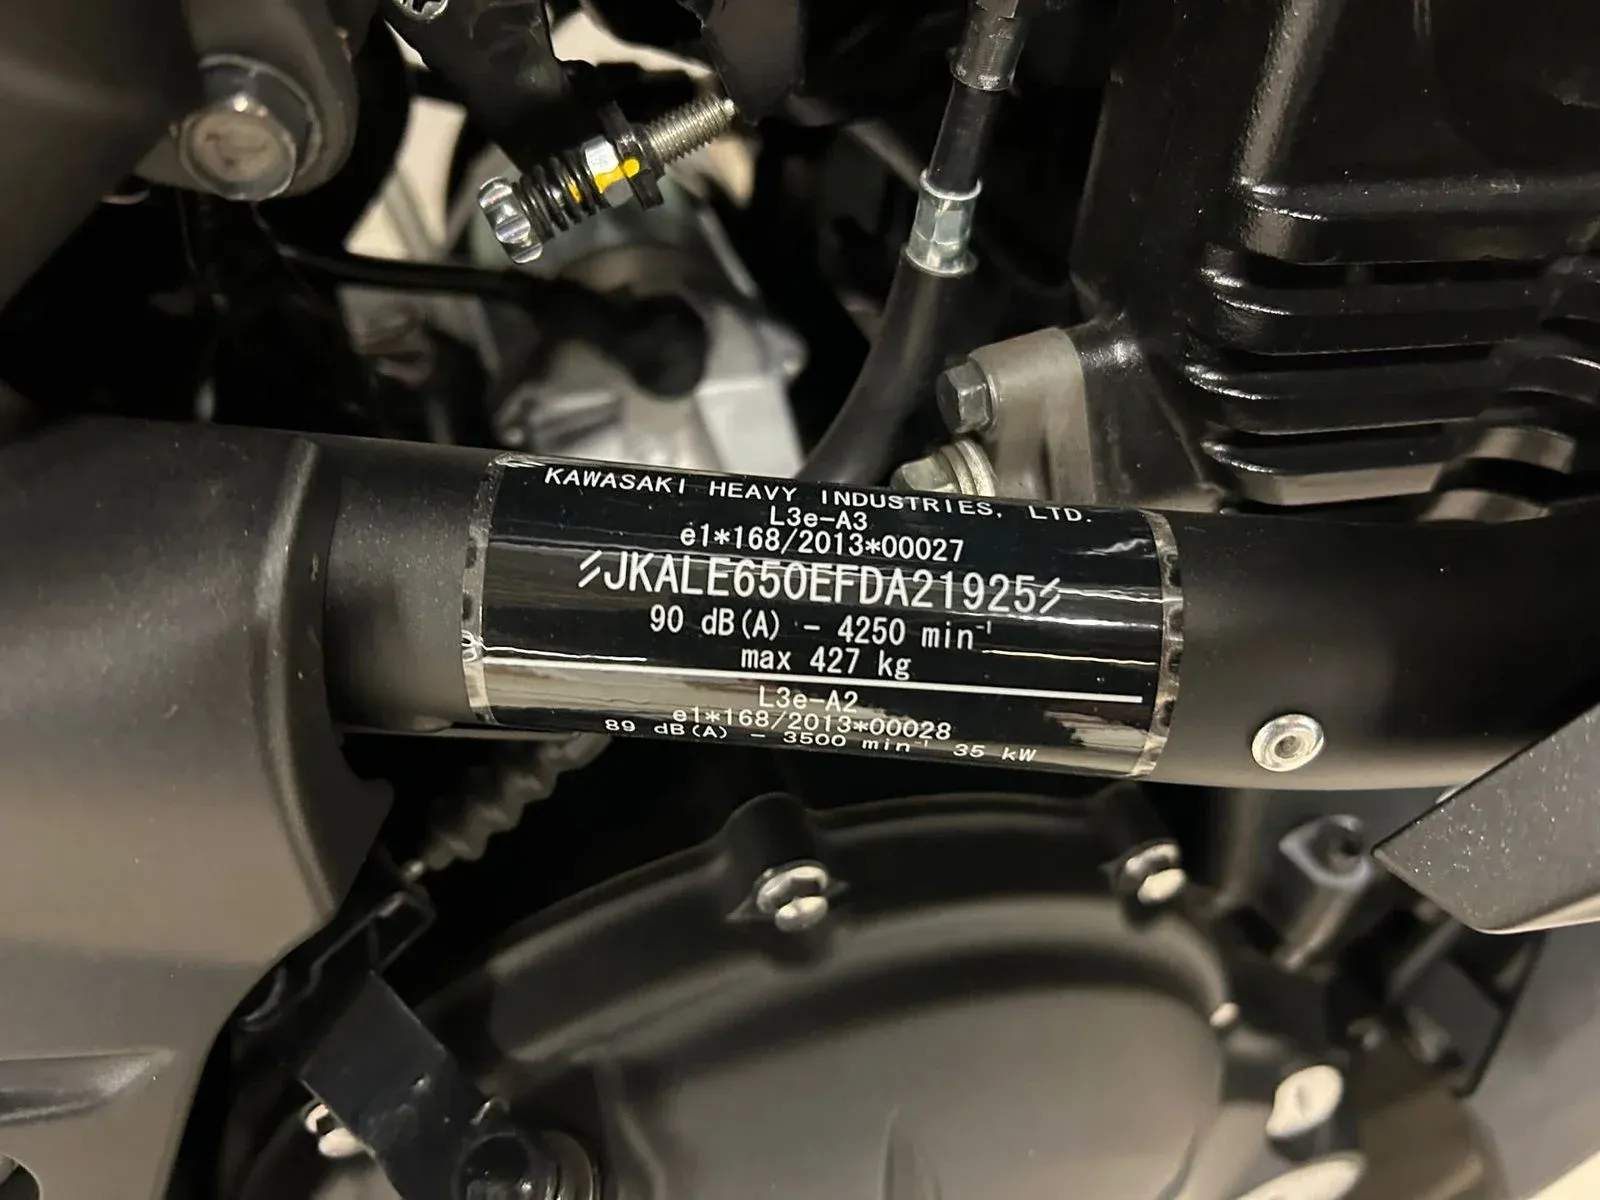 KAWASAKI HEAVY INDUSTRIES, LTD.
L3e-A3
e1*168/2013*00027
JKALE650EFDA21925
90 dB(A) - 4250 min⁻¹
max 427 kg
L3e-A2
e1*168/2013*00028
89 dB(A) - 3500 min⁻¹ 35 kW